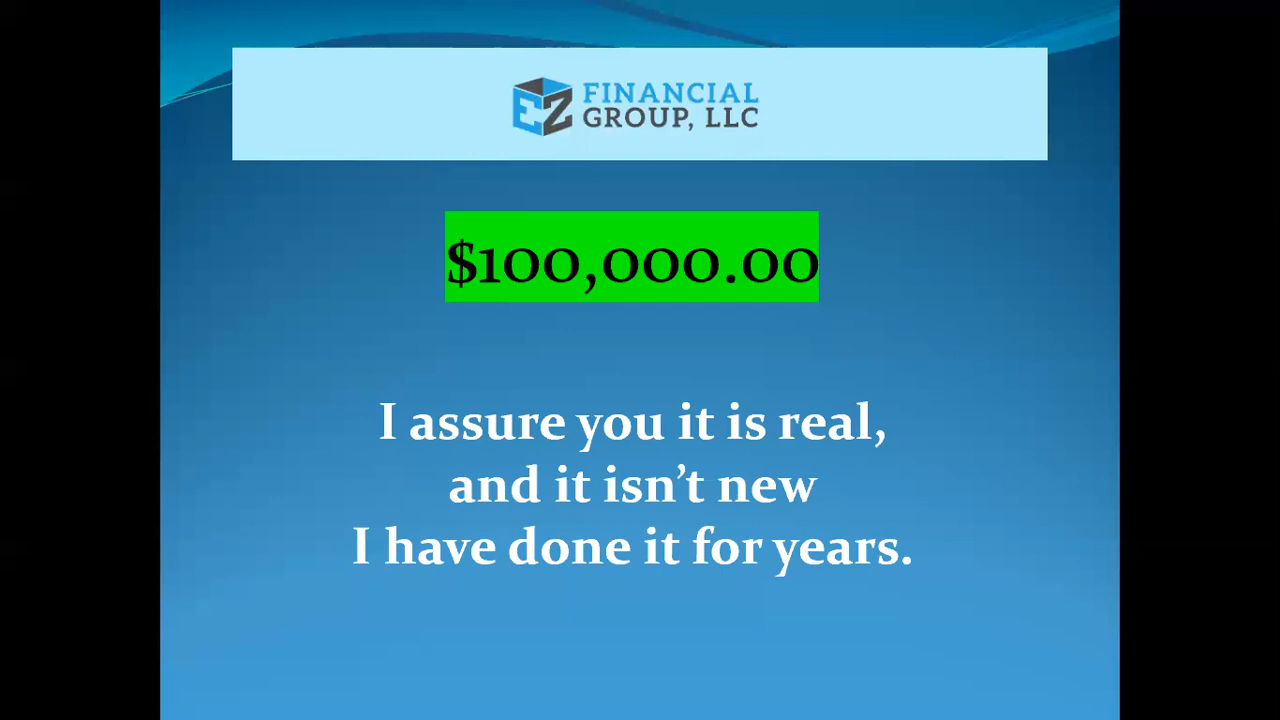 EZ FINANCIAL
GROUP, LLC
$100,000.00
I assure you it is real,
and it isn’t new
I have done it for years.